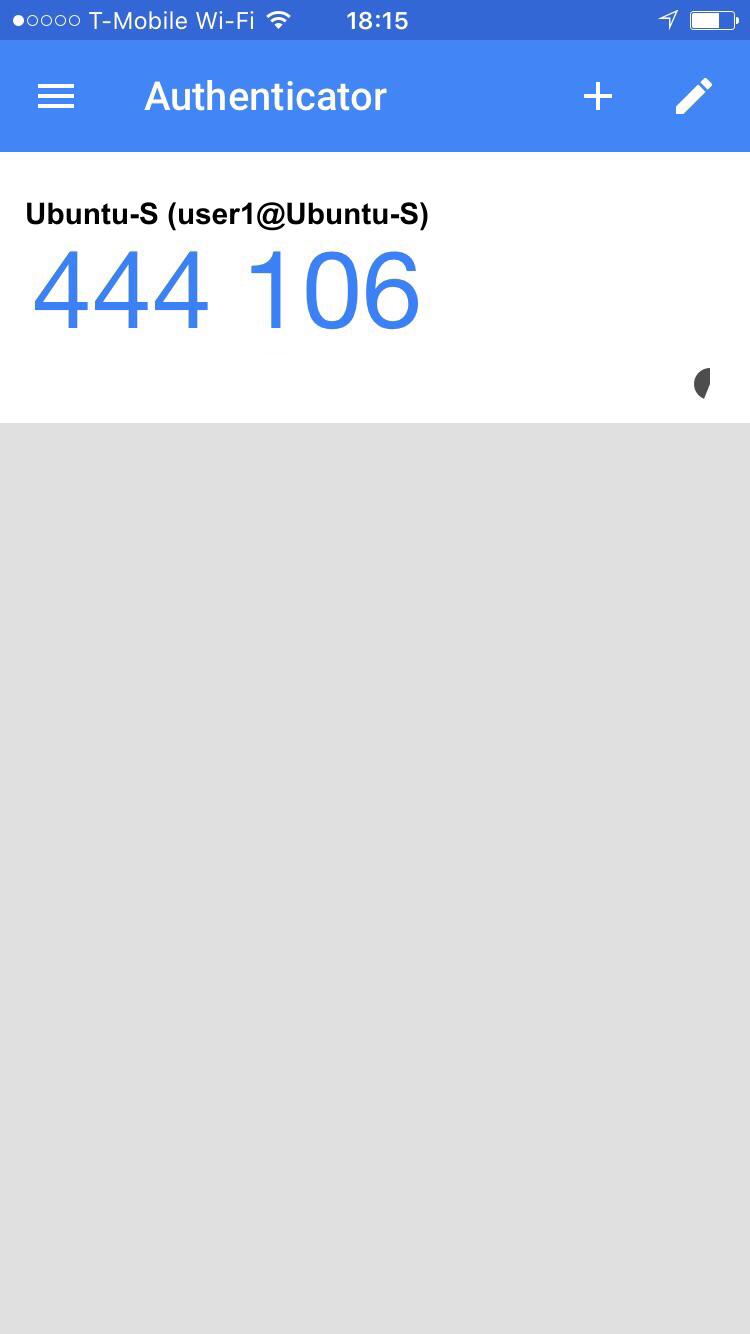 T-Mobile Wi-Fi 18:15
Authenticator
Ubuntu-S (user1@Ubuntu-S)
444 106